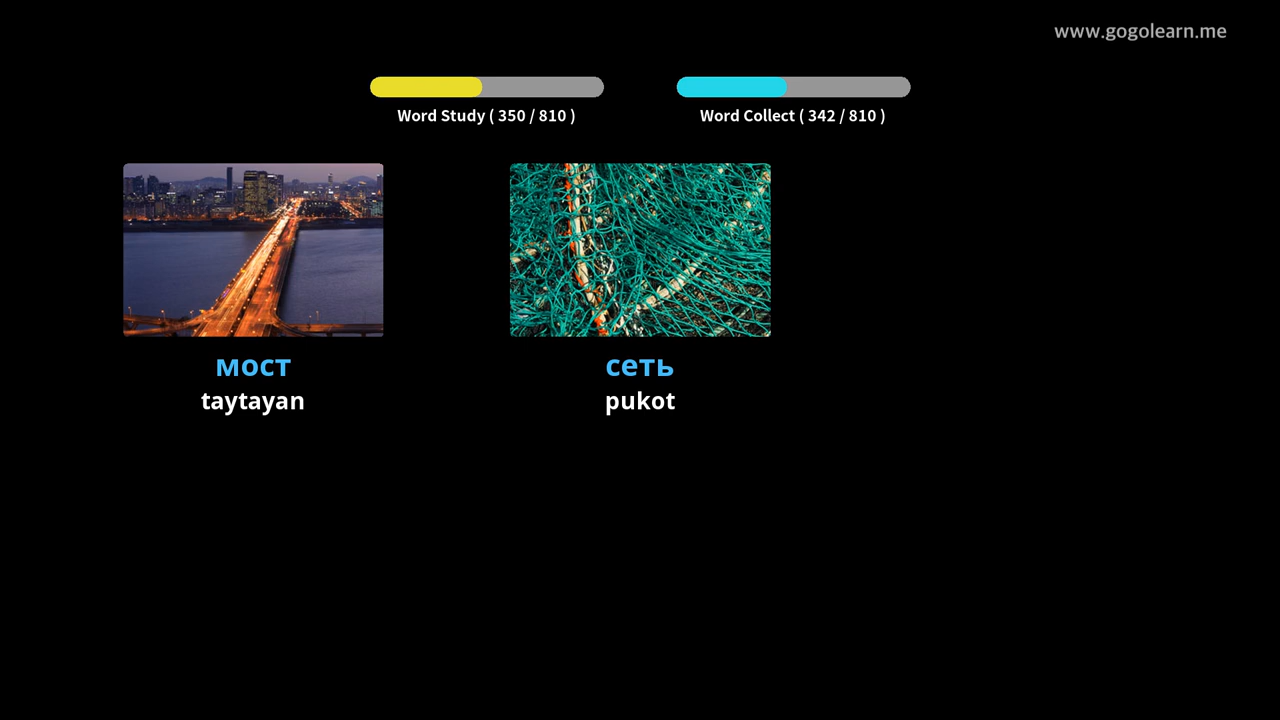 www.gogolearn.me
Word Study ( 350 / 810 )
Word Collect ( 342 / 810 )
мост
taytayan
сеть
pukot